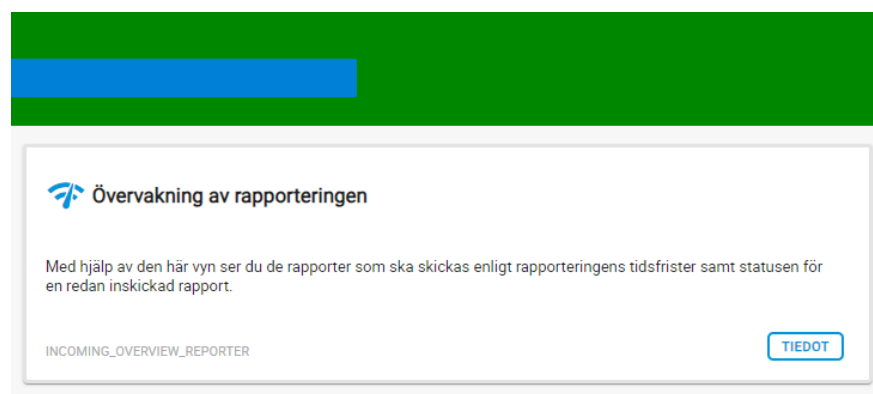 Övervakning av rapporteringen
Med hjälp av den här vyn ser du de rapporter som ska skickas enligt rapporteringens tidsfrister samt statusen för
en redan inskickad rapport.
INCOMING_OVERVIEW_REPORTER
TIEDOT